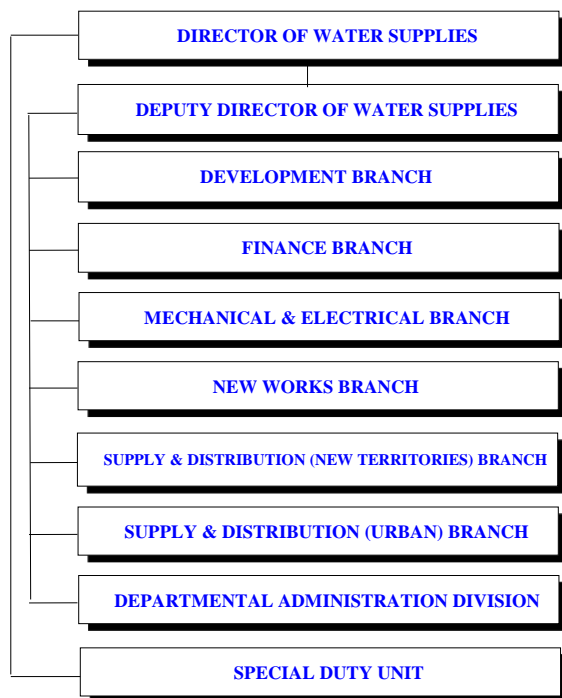 DIRECTOR OF WATER SUPPLIES
DEPUTY DIRECTOR OF WATER SUPPLIES
DEVELOPMENT BRANCH
FINANCE BRANCH
MECHANICAL & ELECTRICAL BRANCH
NEW WORKS BRANCH
SUPPLY & DISTRIBUTION (NEW TERRITORIES) BRANCH
SUPPLY & DISTRIBUTION (URBAN) BRANCH
DEPARTMENTAL ADMINISTRATION DIVISION
SPECIAL DUTY UNIT